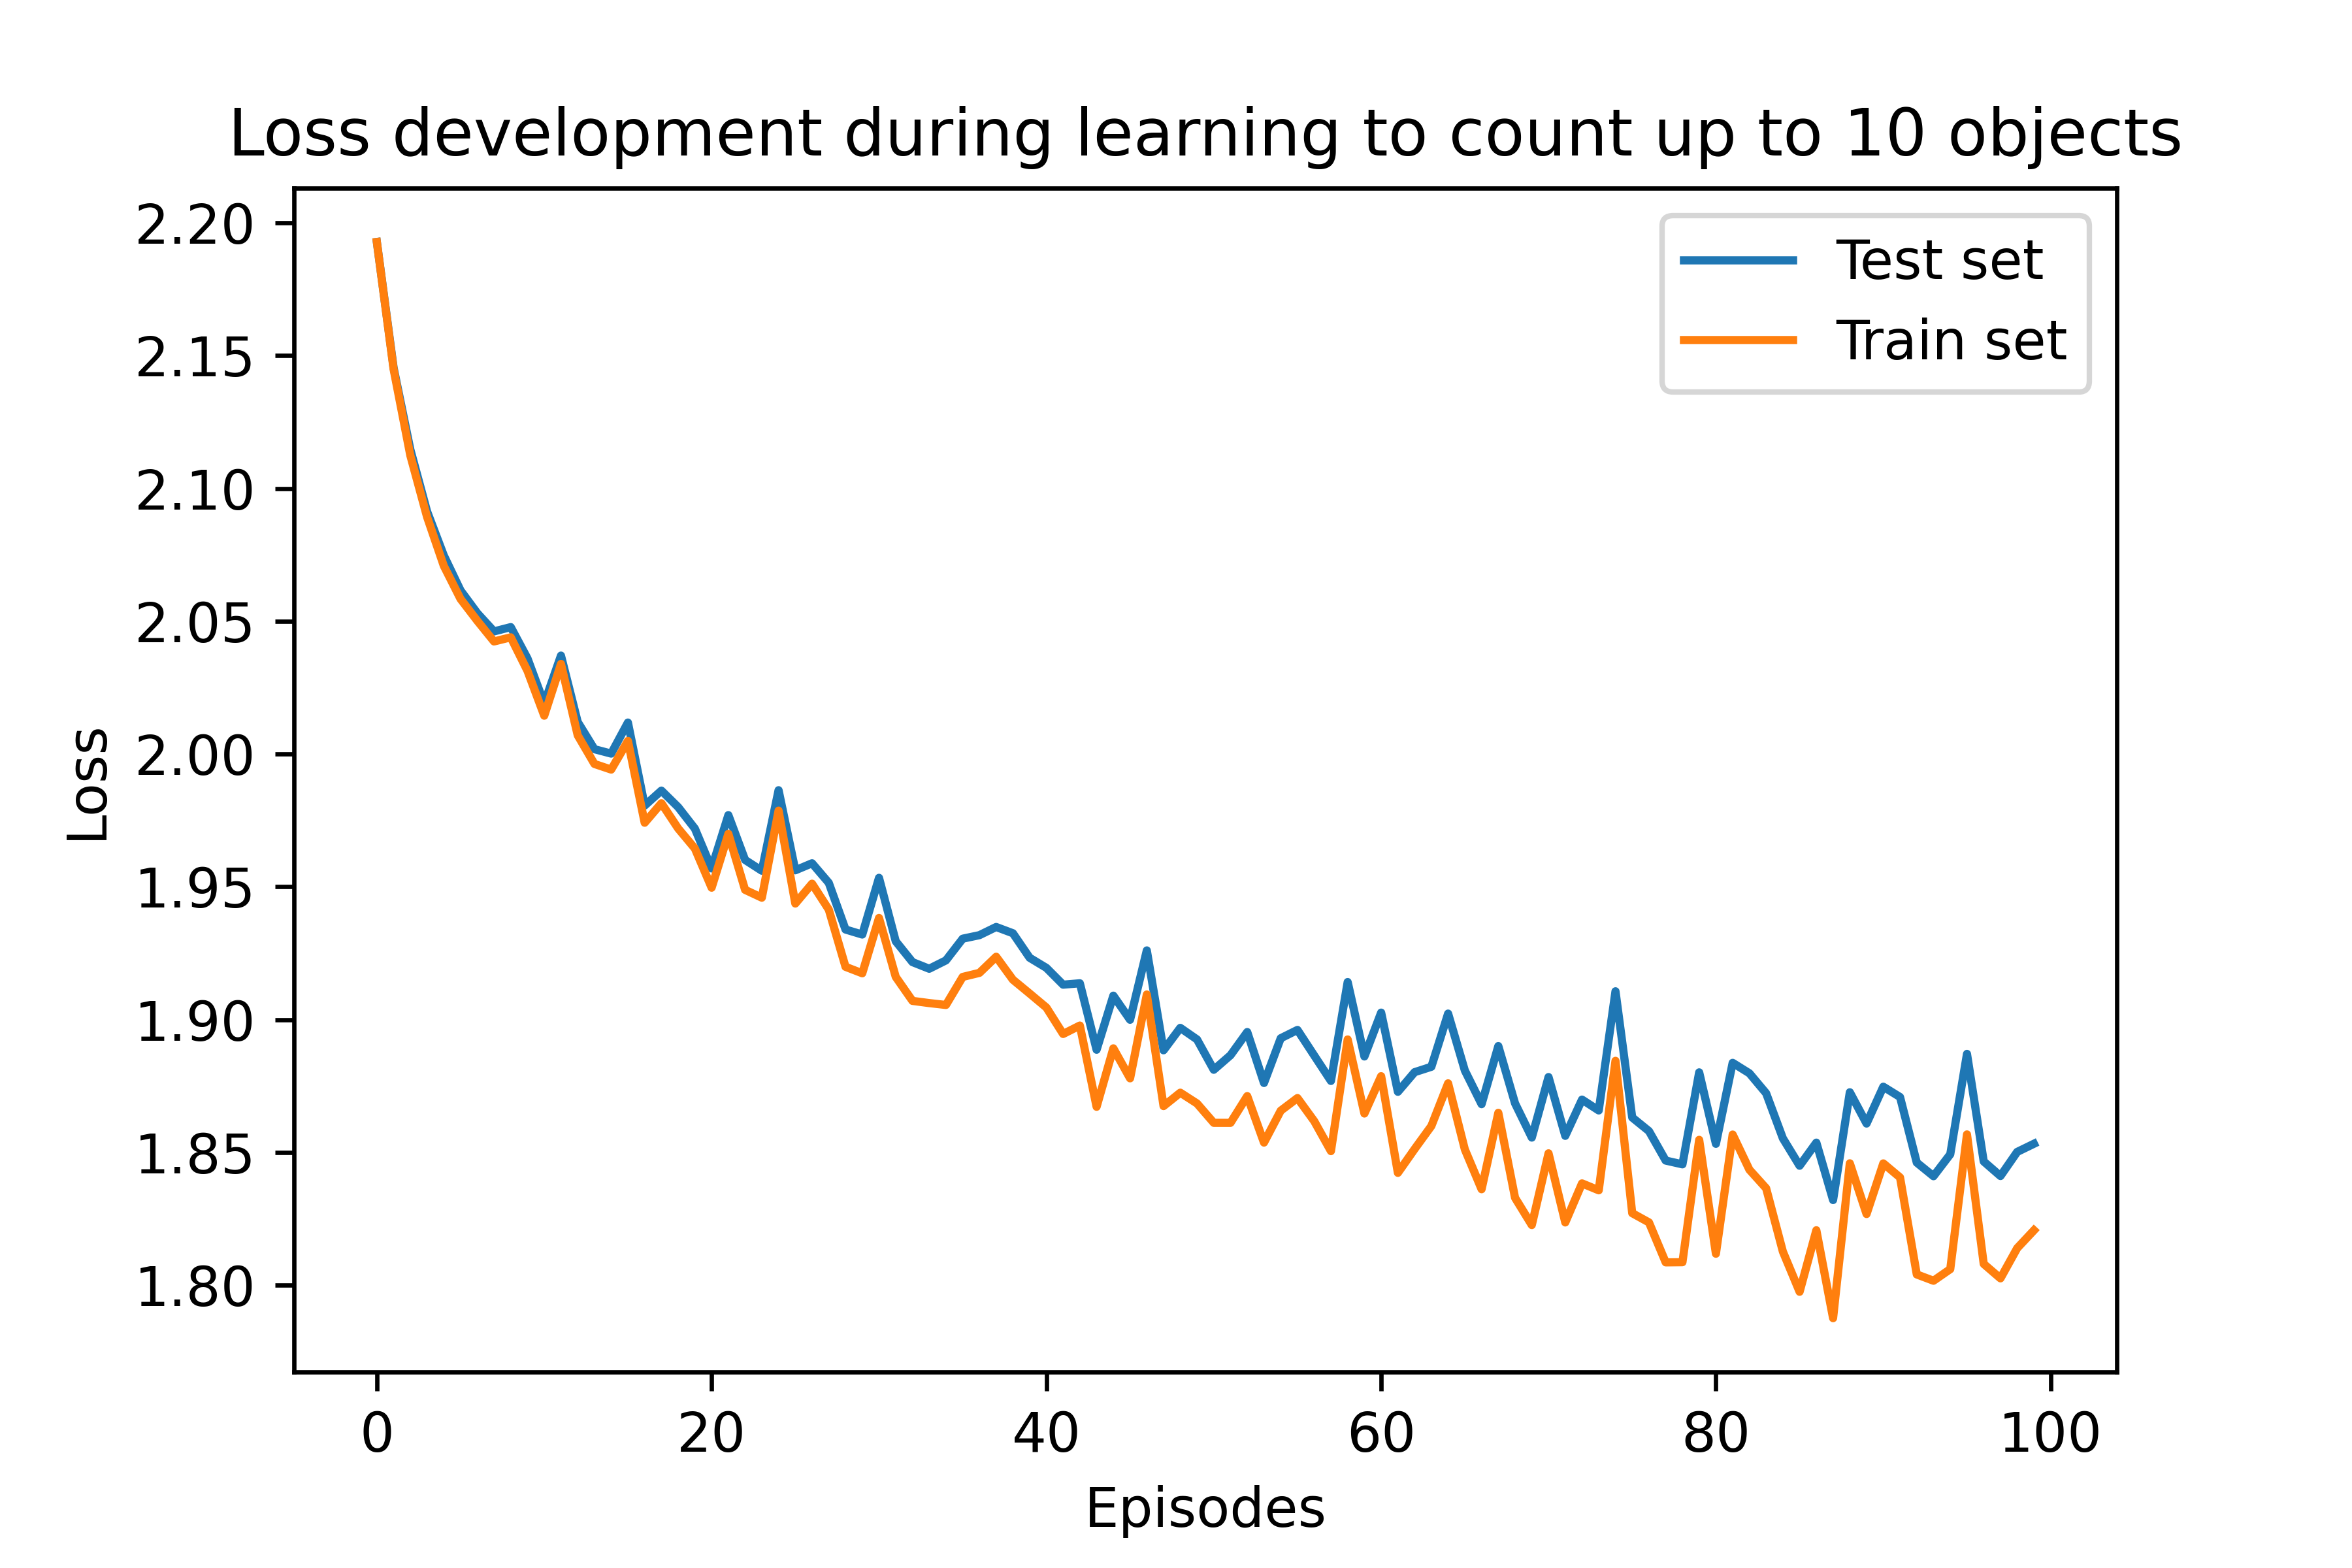 Loss development during learning to count up to 10 objects
Test set
Train set
2.20
2.15
2.10
2.05
2.00
1.95
1.90
1.85
1.80
Loss
0 20 40 60 80 100
Episodes